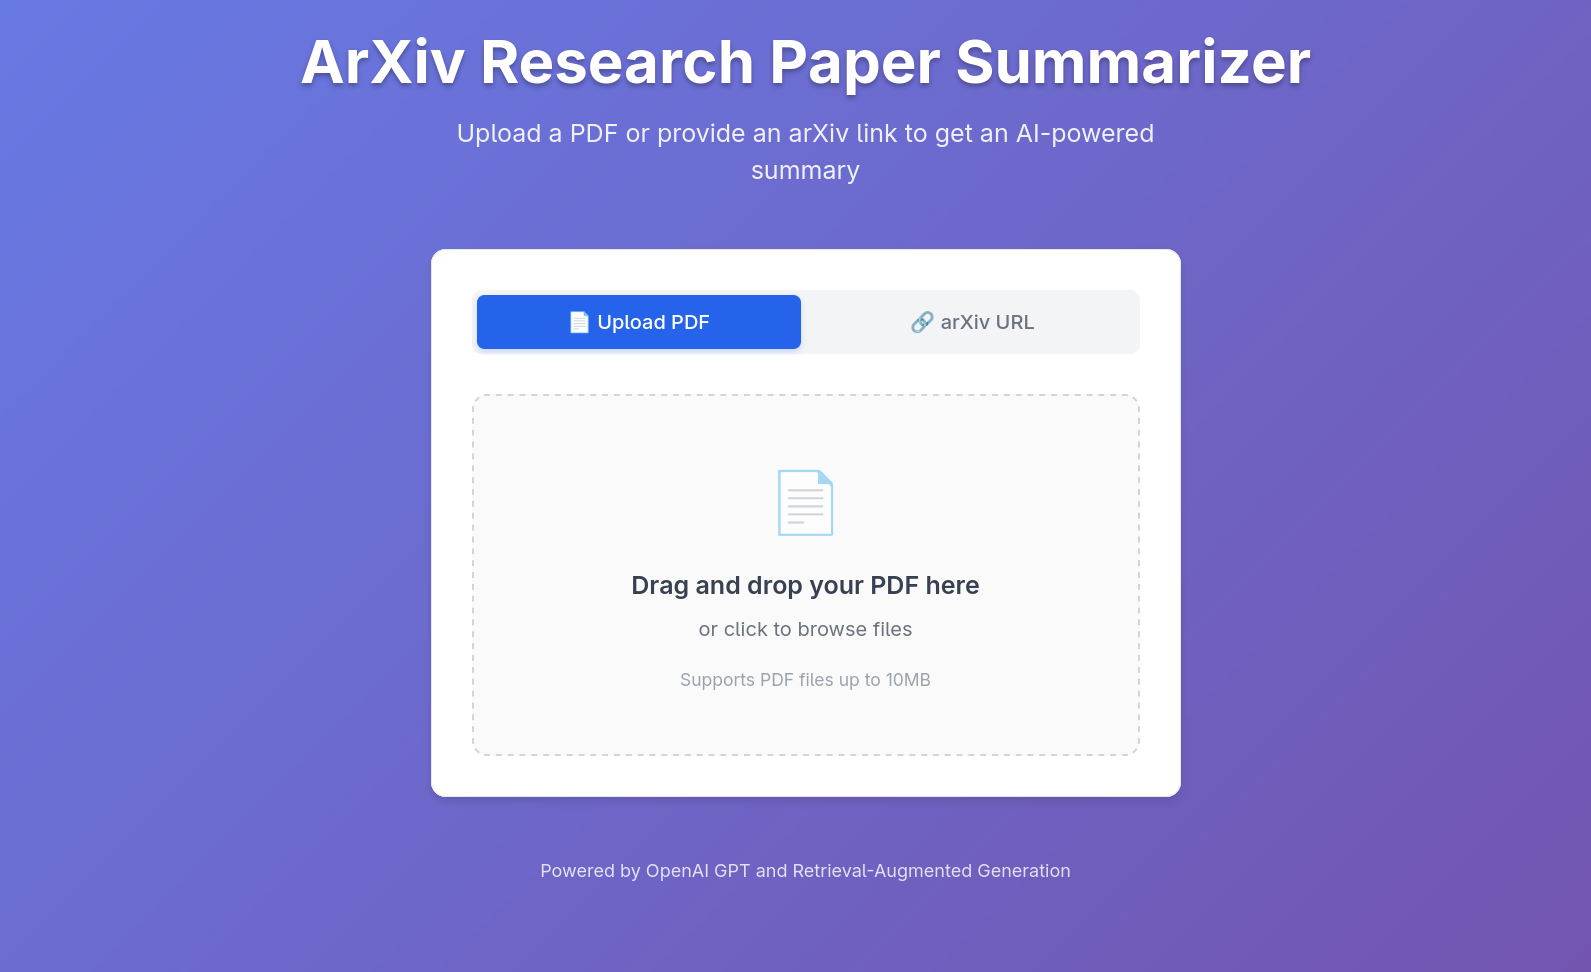 ArXiv Research Paper Summarizer
Upload a PDF or provide an arXiv link to get an AI-powered
summary
📄 Upload PDF
🔗 arXiv URL
Drag and drop your PDF here
or click to browse files
Supports PDF files up to 10MB
Powered by OpenAI GPT and Retrieval-Augmented Generation